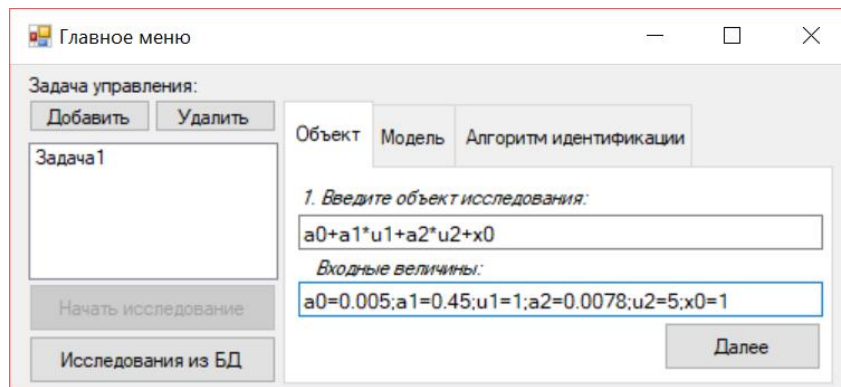 Главное меню
Задача управления:
Добавить Удалить
Задача1
Начать исследование
Исследования из БД
Объект Модель Алгоритм идентификации
1. Введите объект исследования:
a0+a1*u1+a2*u2+x0
Входные величины:
a0=0.005;a1=0.45;u1=1;a2=0.0078;u2=5;x0=1
Далее